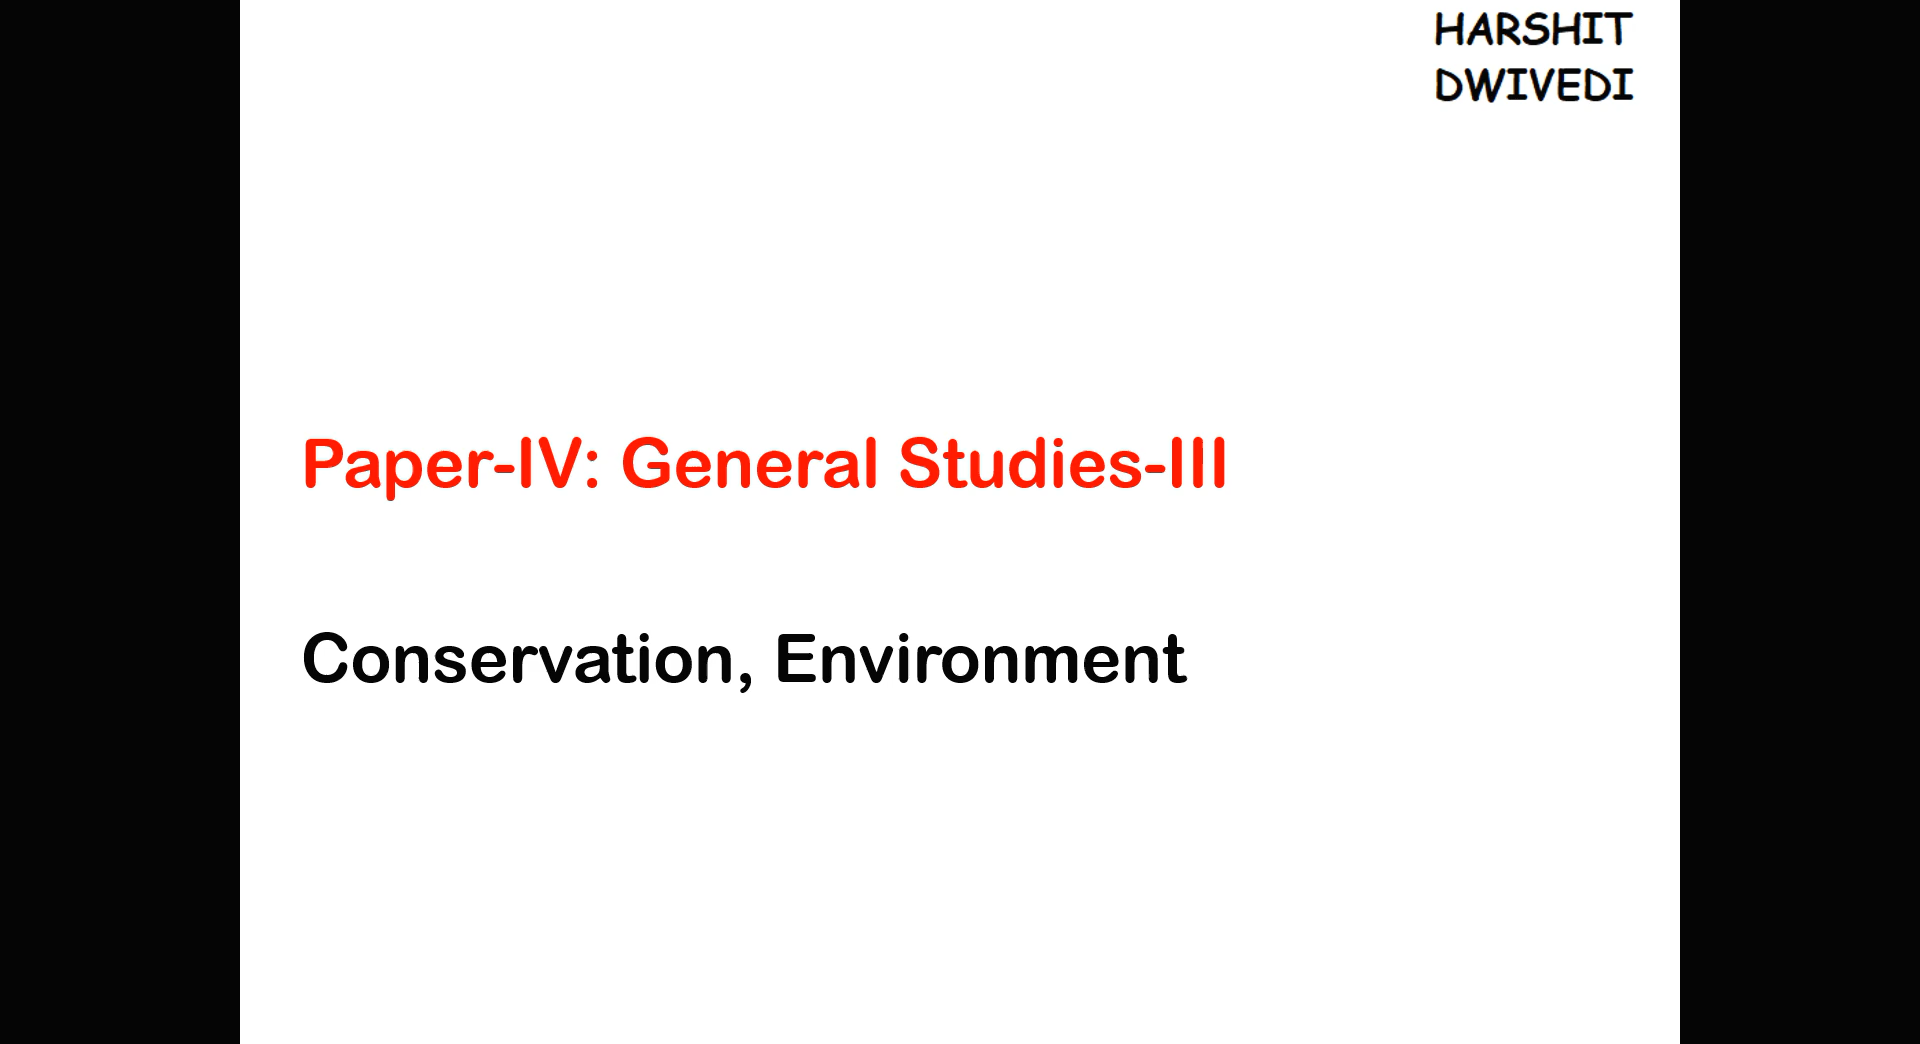 HARSHIT
DWIVEDI
Paper-IV: General Studies-III
Conservation, Environment